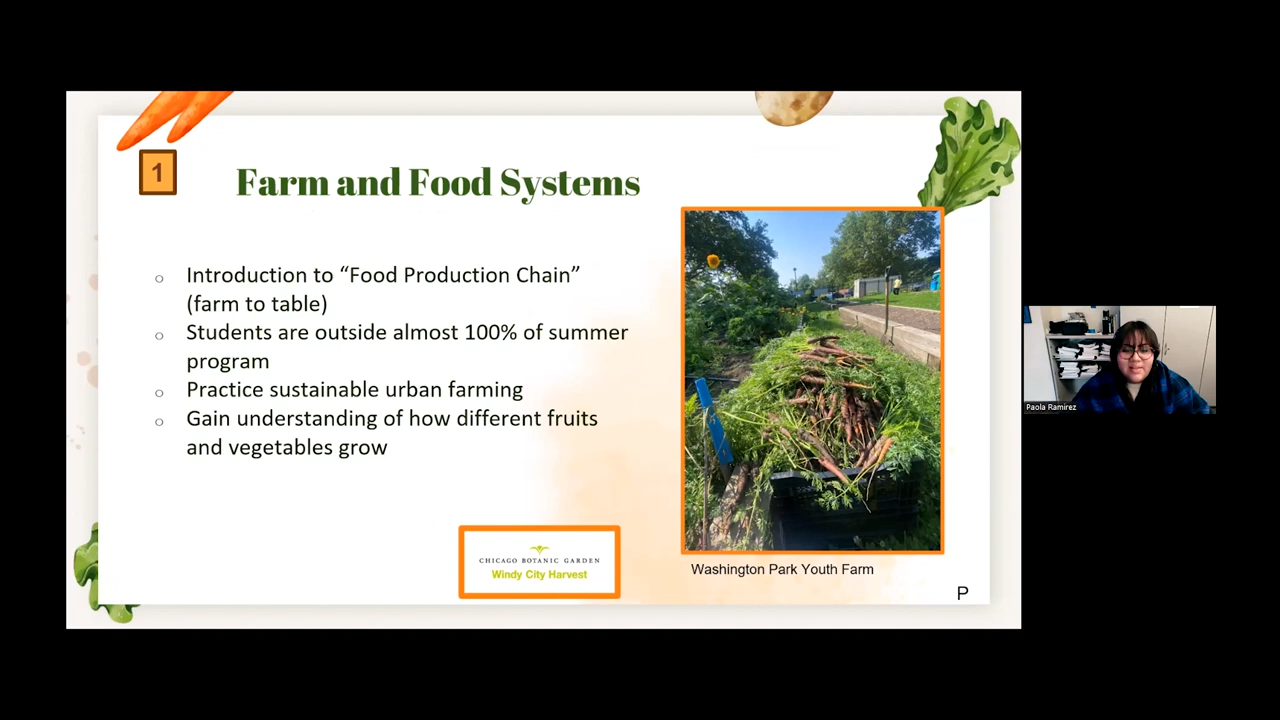 1
Farm and Food Systems
○ Introduction to “Food Production Chain”
(farm to table)
○ Students are outside almost 100% of summer
program
○ Practice sustainable urban farming
○ Gain understanding of how different fruits
and vegetables grow
CHICAGO BOTANIC GARDEN
Windy City Harvest
Washington Park Youth Farm
P
Paola Ramirez